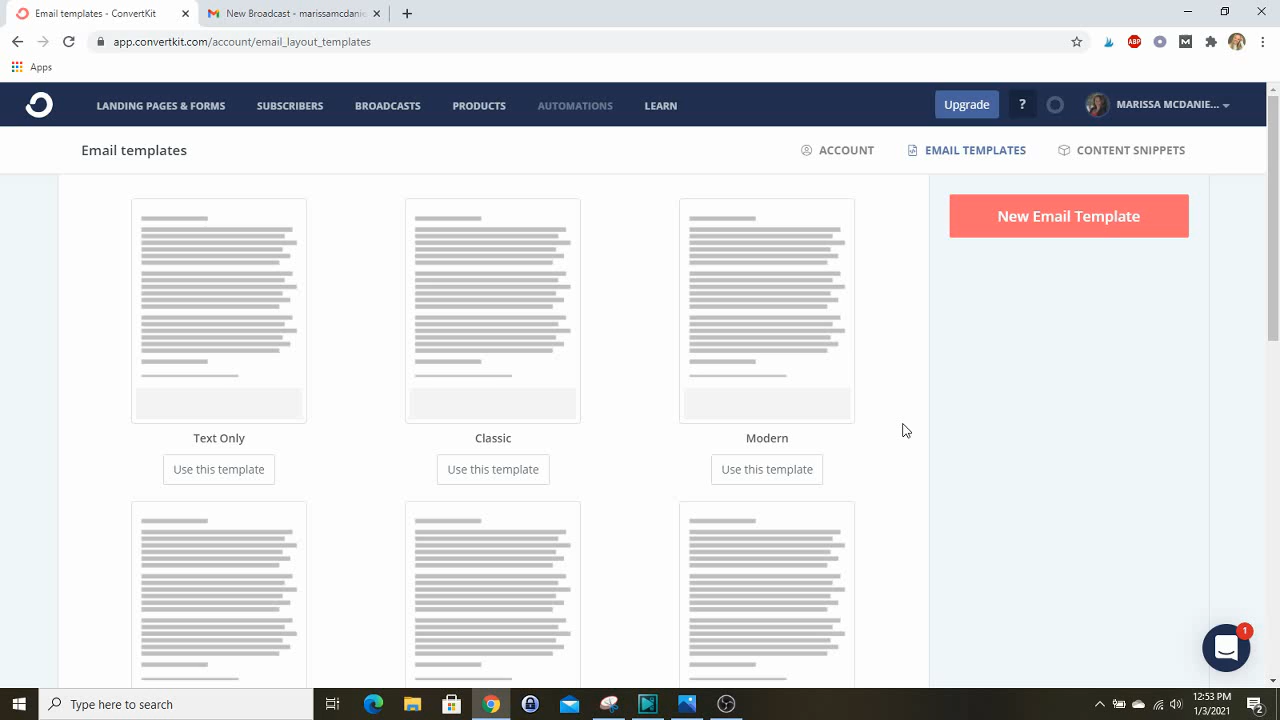 Email templates - ConvertKit
New Broadcast - marissamcdanie
app.convertkit.com/account/email_layout_templates
ABP
M
Apps
LANDING PAGES & FORMS
SUBSCRIBERS
BROADCASTS
PRODUCTS
AUTOMATIONS
LEARN
Upgrade
?
MARISSA MCDANIE...
Email templates
ACCOUNT
EMAIL TEMPLATES
CONTENT SNIPPETS
New Email Template
Text Only
Classic
Modern
Use this template
Use this template
Use this template
1
Type here to search
12:53 PM
1/3/2021